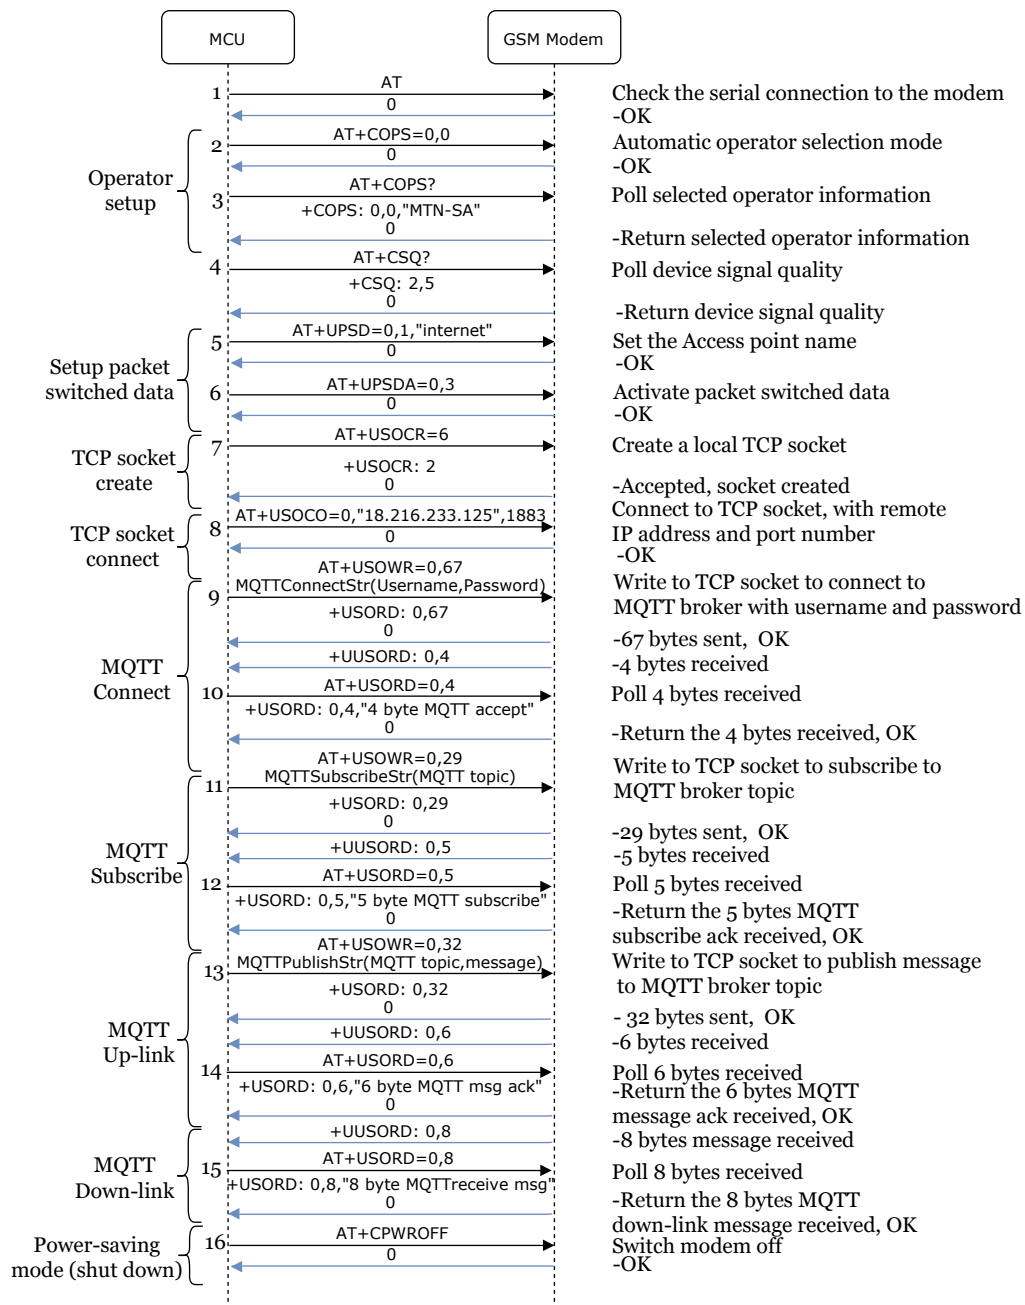 MCU
GSM Modem
1
AT
0
Check the serial connection to the modem
-OK
Operator
setup
2
AT+COPS=0,0
0
Automatic operator selection mode
-OK
3
AT+COPS?
+COPS: 0,0,"MTN-SA"
0
Poll selected operator information
-Return selected operator information
4
AT+CSQ?
+CSQ: 2,5
0
Poll device signal quality
-Return device signal quality
Setup packet
switched data
5
AT+UPSD=0,1,"internet"
0
Set the Access point name
-OK
6
AT+UPSDA=0,3
0
Activate packet switched data
-OK
TCP socket
create
7
AT+USOCR=6
+USOCR: 2
0
Create a local TCP socket
-Accepted, socket created
TCP socket
connect
8
AT+USOCO=0,"18.216.233.125",1883
0
Connect to TCP socket, with remote
IP address and port number
-OK
MQTT
Connect
9
AT+USOWR=0,67
MQTTConnectStr(Username,Password)
+USORD: 0,67
0
+UUSORD: 0,4
Write to TCP socket to connect to
MQTT broker with username and password
-67 bytes sent, OK
-4 bytes received
10
AT+USORD=0,4
+USORD: 0,4,"4 byte MQTT accept"
0
Poll 4 bytes received
-Return the 4 bytes received, OK
MQTT
Subscribe
11
AT+USOWR=0,29
MQTTSubscribeStr(MQTT topic)
+USORD: 0,29
0
+UUSORD: 0,5
Write to TCP socket to subscribe to
MQTT broker topic
-29 bytes sent, OK
-5 bytes received
12
AT+USORD=0,5
+USORD: 0,5,"5 byte MQTT subscribe"
0
Poll 5 bytes received
-Return the 5 bytes MQTT
subscribe ack received, OK
MQTT
Up-link
13
AT+USOWR=0,32
MQTTPublishStr(MQTT topic,message)
+USORD: 0,32
0
+UUSORD: 0,6
Write to TCP socket to publish message
to MQTT broker topic
- 32 bytes sent, OK
-6 bytes received
14
AT+USORD=0,6
+USORD: 0,6,"6 byte MQTT msg ack"
0
Poll 6 bytes received
-Return the 6 bytes MQTT
message ack received, OK
MQTT
Down-link
+UUSORD: 0,8
-8 bytes message received
15
AT+USORD=0,8
+USORD: 0,8,"8 byte MQTTreceive msg"
0
Poll 8 bytes received
-Return the 8 bytes MQTT
down-link message received, OK
Power-saving
mode (shut down)
16
AT+CPWROFF
0
Switch modem off
-OK